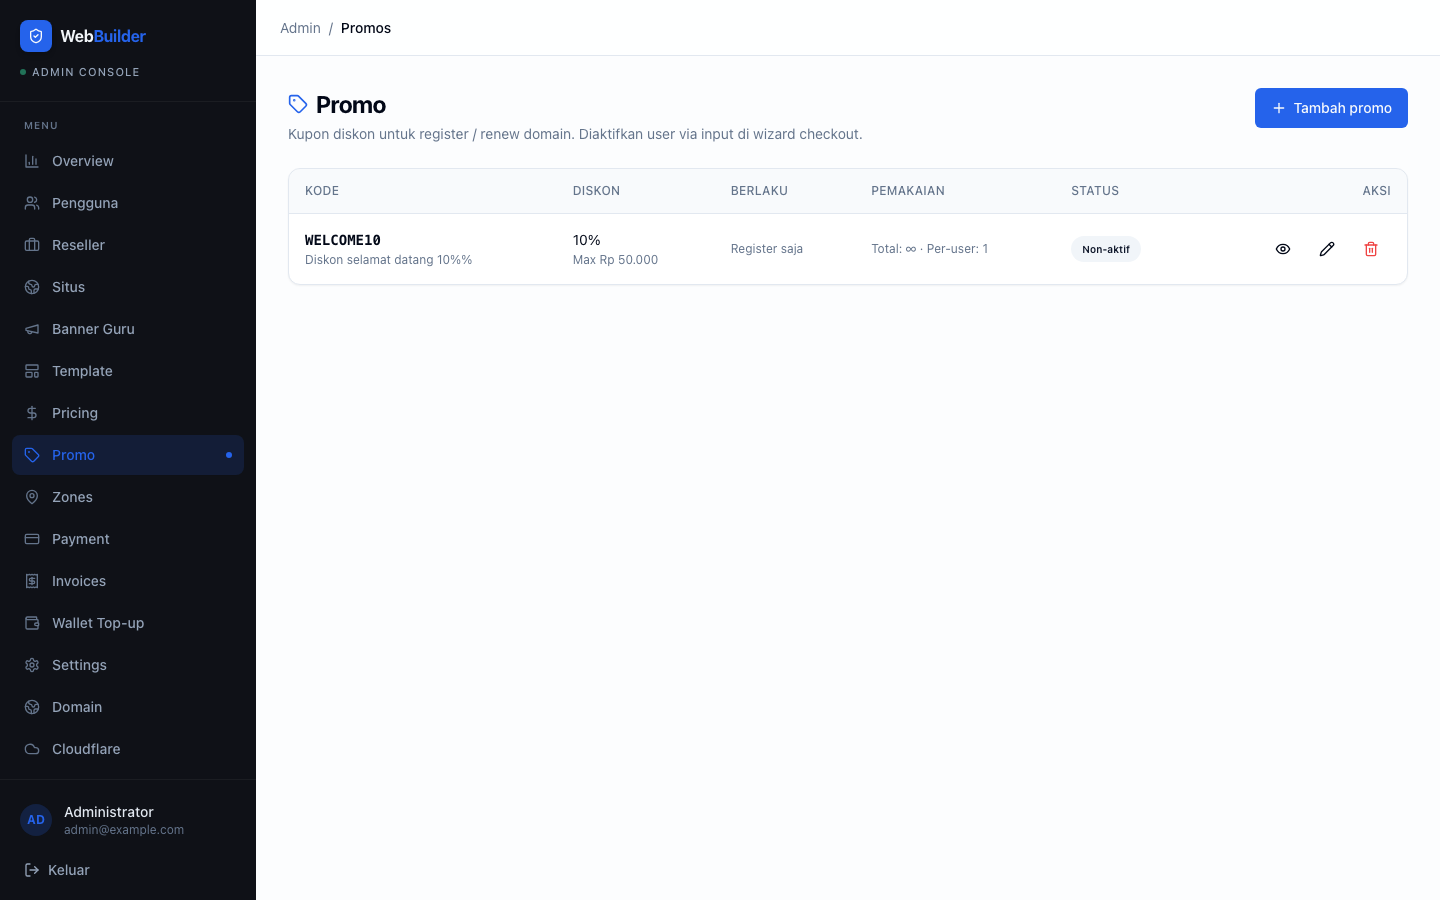 WebBuilder
ADMIN CONSOLE
MENU
Overview
Pengguna
Reseller
Situs
Banner Guru
Template
Pricing
Promo
Zones
Payment
Invoices
Wallet Top-up
Settings
Domain
Cloudflare
AD
Administrator
admin@example.com
Keluar
Admin / Promos
Promo
Kupon diskon untuk register / renew domain. Diaktifkan user via input di wizard checkout.
+ Tambah promo
KODE DISKON BERLAKU PEMAKAIAN STATUS AKSI
WELCOME10
Diskon selamat datang 10%%
10%
Max Rp 50.000
Register saja
Total: ∞ · Per-user: 1
Non-aktif